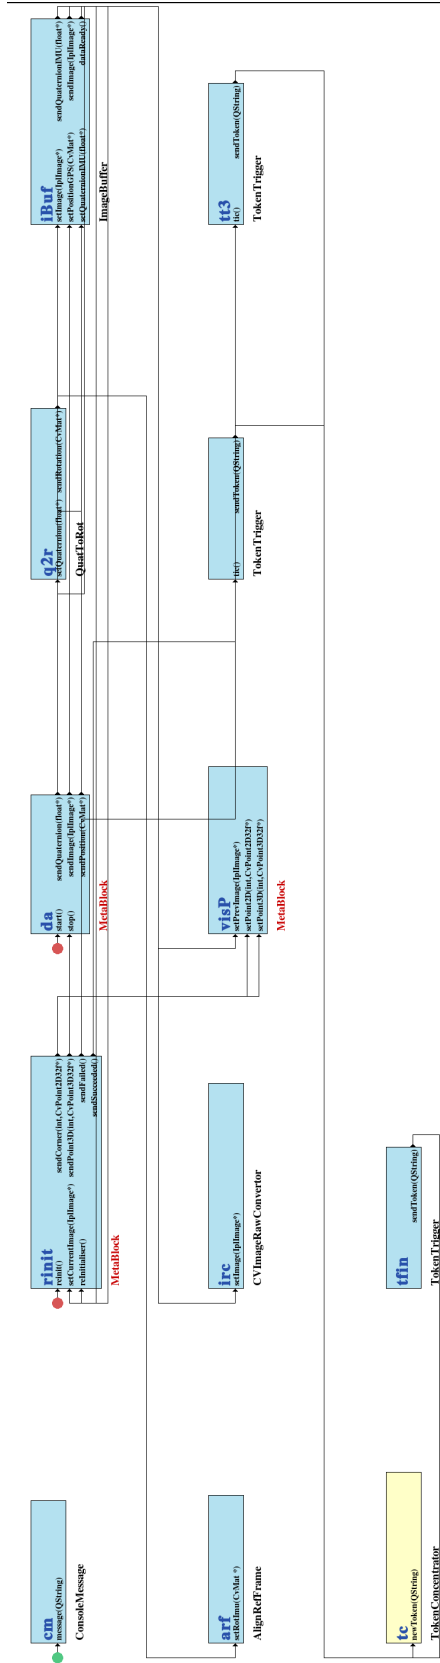 cm
message(QString)
ConsoleMessage
rinit
reinit()
setCurrentImage(IplImage*)
reInitialiser()
sendCorner(int,CvPoint2D32f*)
sendPoint3D(int,CvPoint3D32f*)
sendFailed()
sendSucceeded()
MetaBlock
da
start()
stop()
sendQuaternion(float*)
sendImage(IplImage*)
sendPosition(CvMat*)
MetaBlock
q2r
setQuaternion(float*)
sendRotation(CvMat*)
QuatToRot
iBuf
setImage(IplImage*)
setPositionGPS(CvMat*)
setQuaternionIMU(float*)
sendQuaternionIMU(float*)
sendImage(IplImage*)
dataReady()
ImageBuffer
arf
setRotImu(CvMat *)
AlignRefFrame
irc
setImage(IplImage*)
CVImageRawConvertor
visP
setPrevImage(IplImage*)
setPoint2D(int,CvPoint2D32f*)
setPoint3D(int,CvPoint3D32f*)
MetaBlock
tic()
sendToken(QString)
TokenTrigger
tt3
tic()
sendToken(QString)
TokenTrigger
tc
newToken(QString)
TokenConcentrator
tfin
sendToken(QString)
TokenTrigger